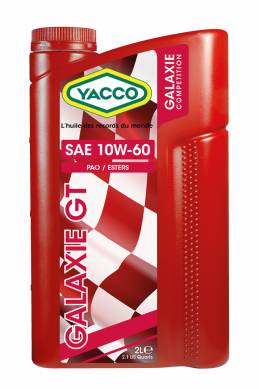 YACCO
L'huile des records du monde
SAE 10W-60
PAO / ESTERS
GALAXIE
COMPETITION
GALAXIE GT
2L℮
2.1 US Quarts